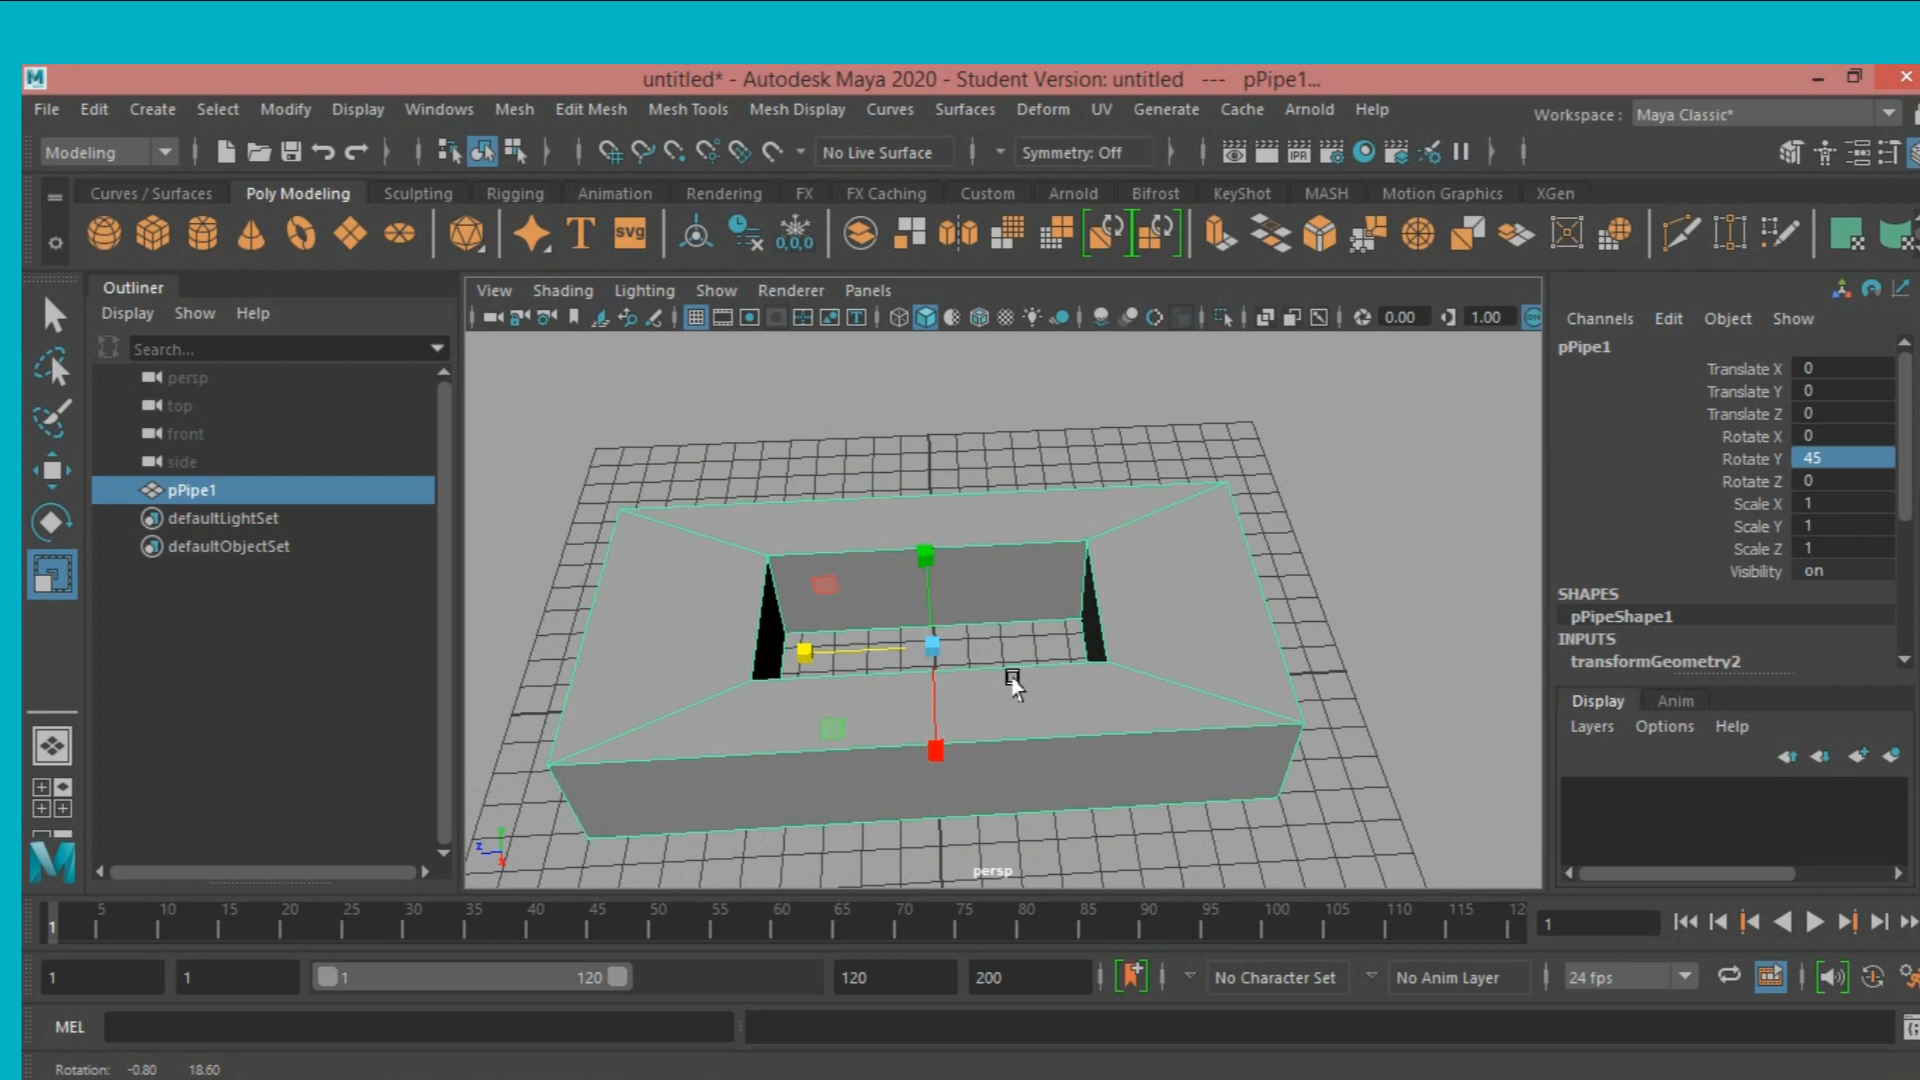 untitled* - Autodesk Maya 2020 - Student Version: untitled --- pPipe1...
File Edit Create Select Modify Display Windows Mesh Edit Mesh Mesh Tools Mesh Display Curves Surfaces Deform UV Generate Cache Arnold Help
Workspace : Maya Classic*
Modeling No Live Surface Symmetry: Off IPR
Curves / Surfaces Poly Modeling Sculpting Rigging Animation Rendering FX FX Caching Custom Arnold Bifrost KeyShot MASH Motion Graphics XGen
T svg 0,0,0
Outliner
Display Show Help
Search...
persp
top
front
side
pPipe1
defaultLightSet
defaultObjectSet
View Shading Lighting Show Renderer Panels
0.00 1.00 ON
z
x
persp
Channels Edit Object Show
pPipe1
Translate X 0
Translate Y 0
Translate Z 0
Rotate X 0
Rotate Y 45
Rotate Z 0
Scale X 1
Scale Y 1
Scale Z 1
Visibility on
SHAPES
pPipeShape1
INPUTS
transformGeometry2
Display Anim
Layers Options Help
5 10 15 20 25 30 35 40 45 50 55 60 65 70 75 80 85 90 95 100 105 110 115 12
1 1
1 1 1 120 120 200 No Character Set No Anim Layer 24 fps
MEL
Rotation: -0.80 18.60